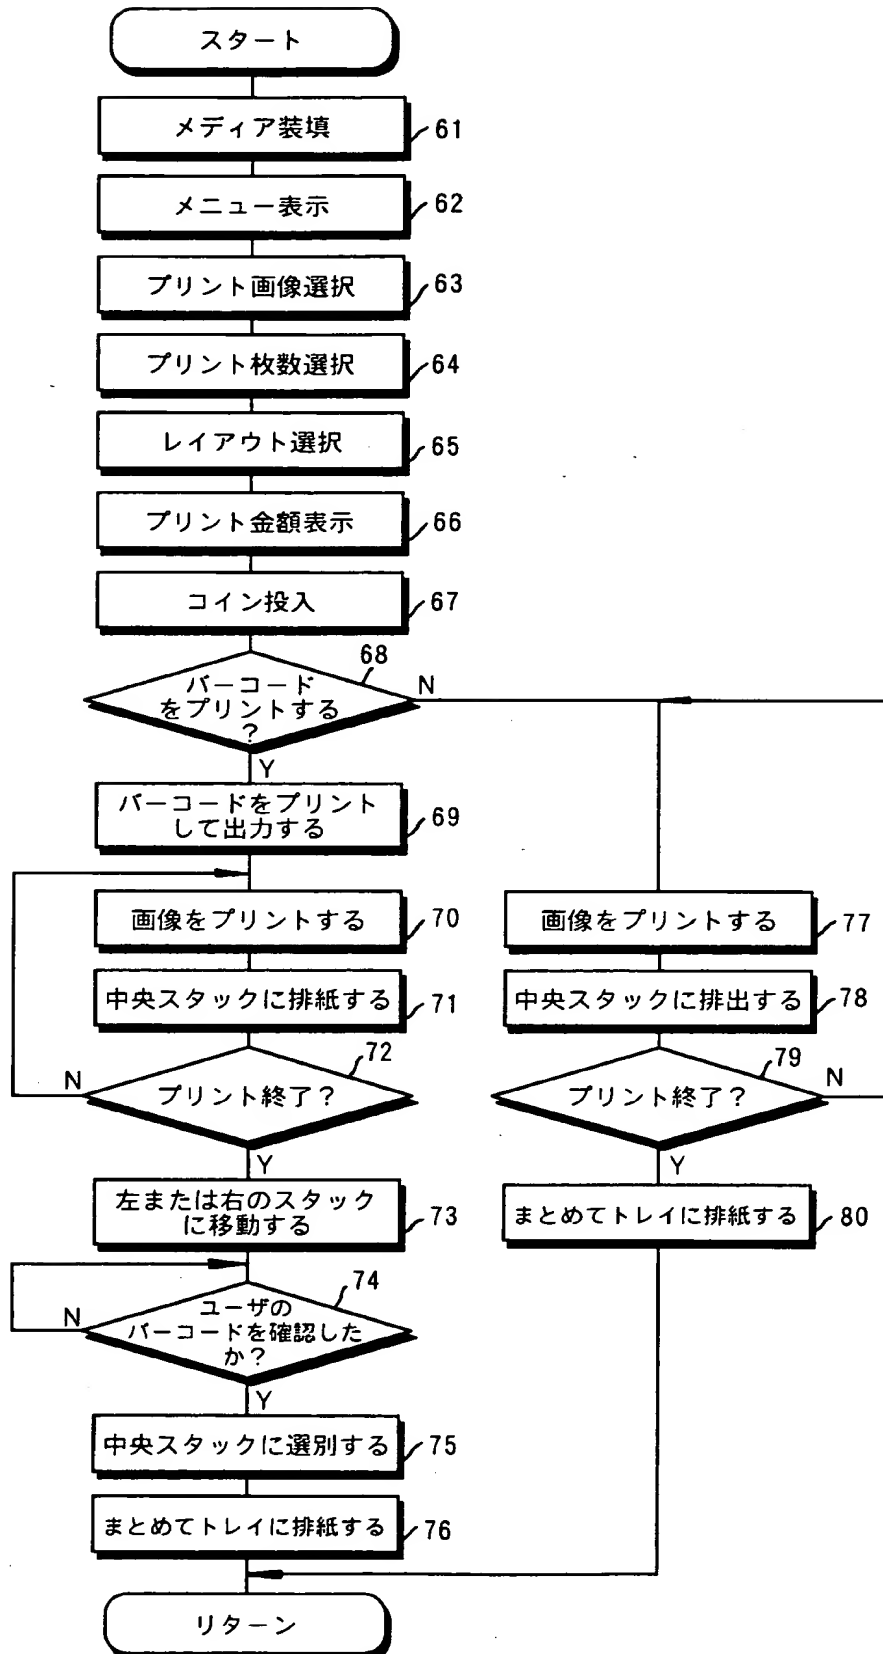 スタート
メディア装填
61
メニュー表示
62
プリント画像選択
63
プリント枚数選択
64
レイアウト選択
65
プリント金額表示
66
コイン投入
67
68
バーコード
をプリントする
?
N
Y
バーコードをプリント
して出力する
69
画像をプリントする
70
中央スタックに排紙する
71
72
プリント終了?
N
Y
左または右のスタック
に移動する
73
74
ユーザの
バーコードを確認した
か?
N
Y
中央スタックに選別する
75
まとめてトレイに排紙する
76
画像をプリントする
77
中央スタックに排出する
78
79
プリント終了?
N
Y
まとめてトレイに排紙する
80
リターン